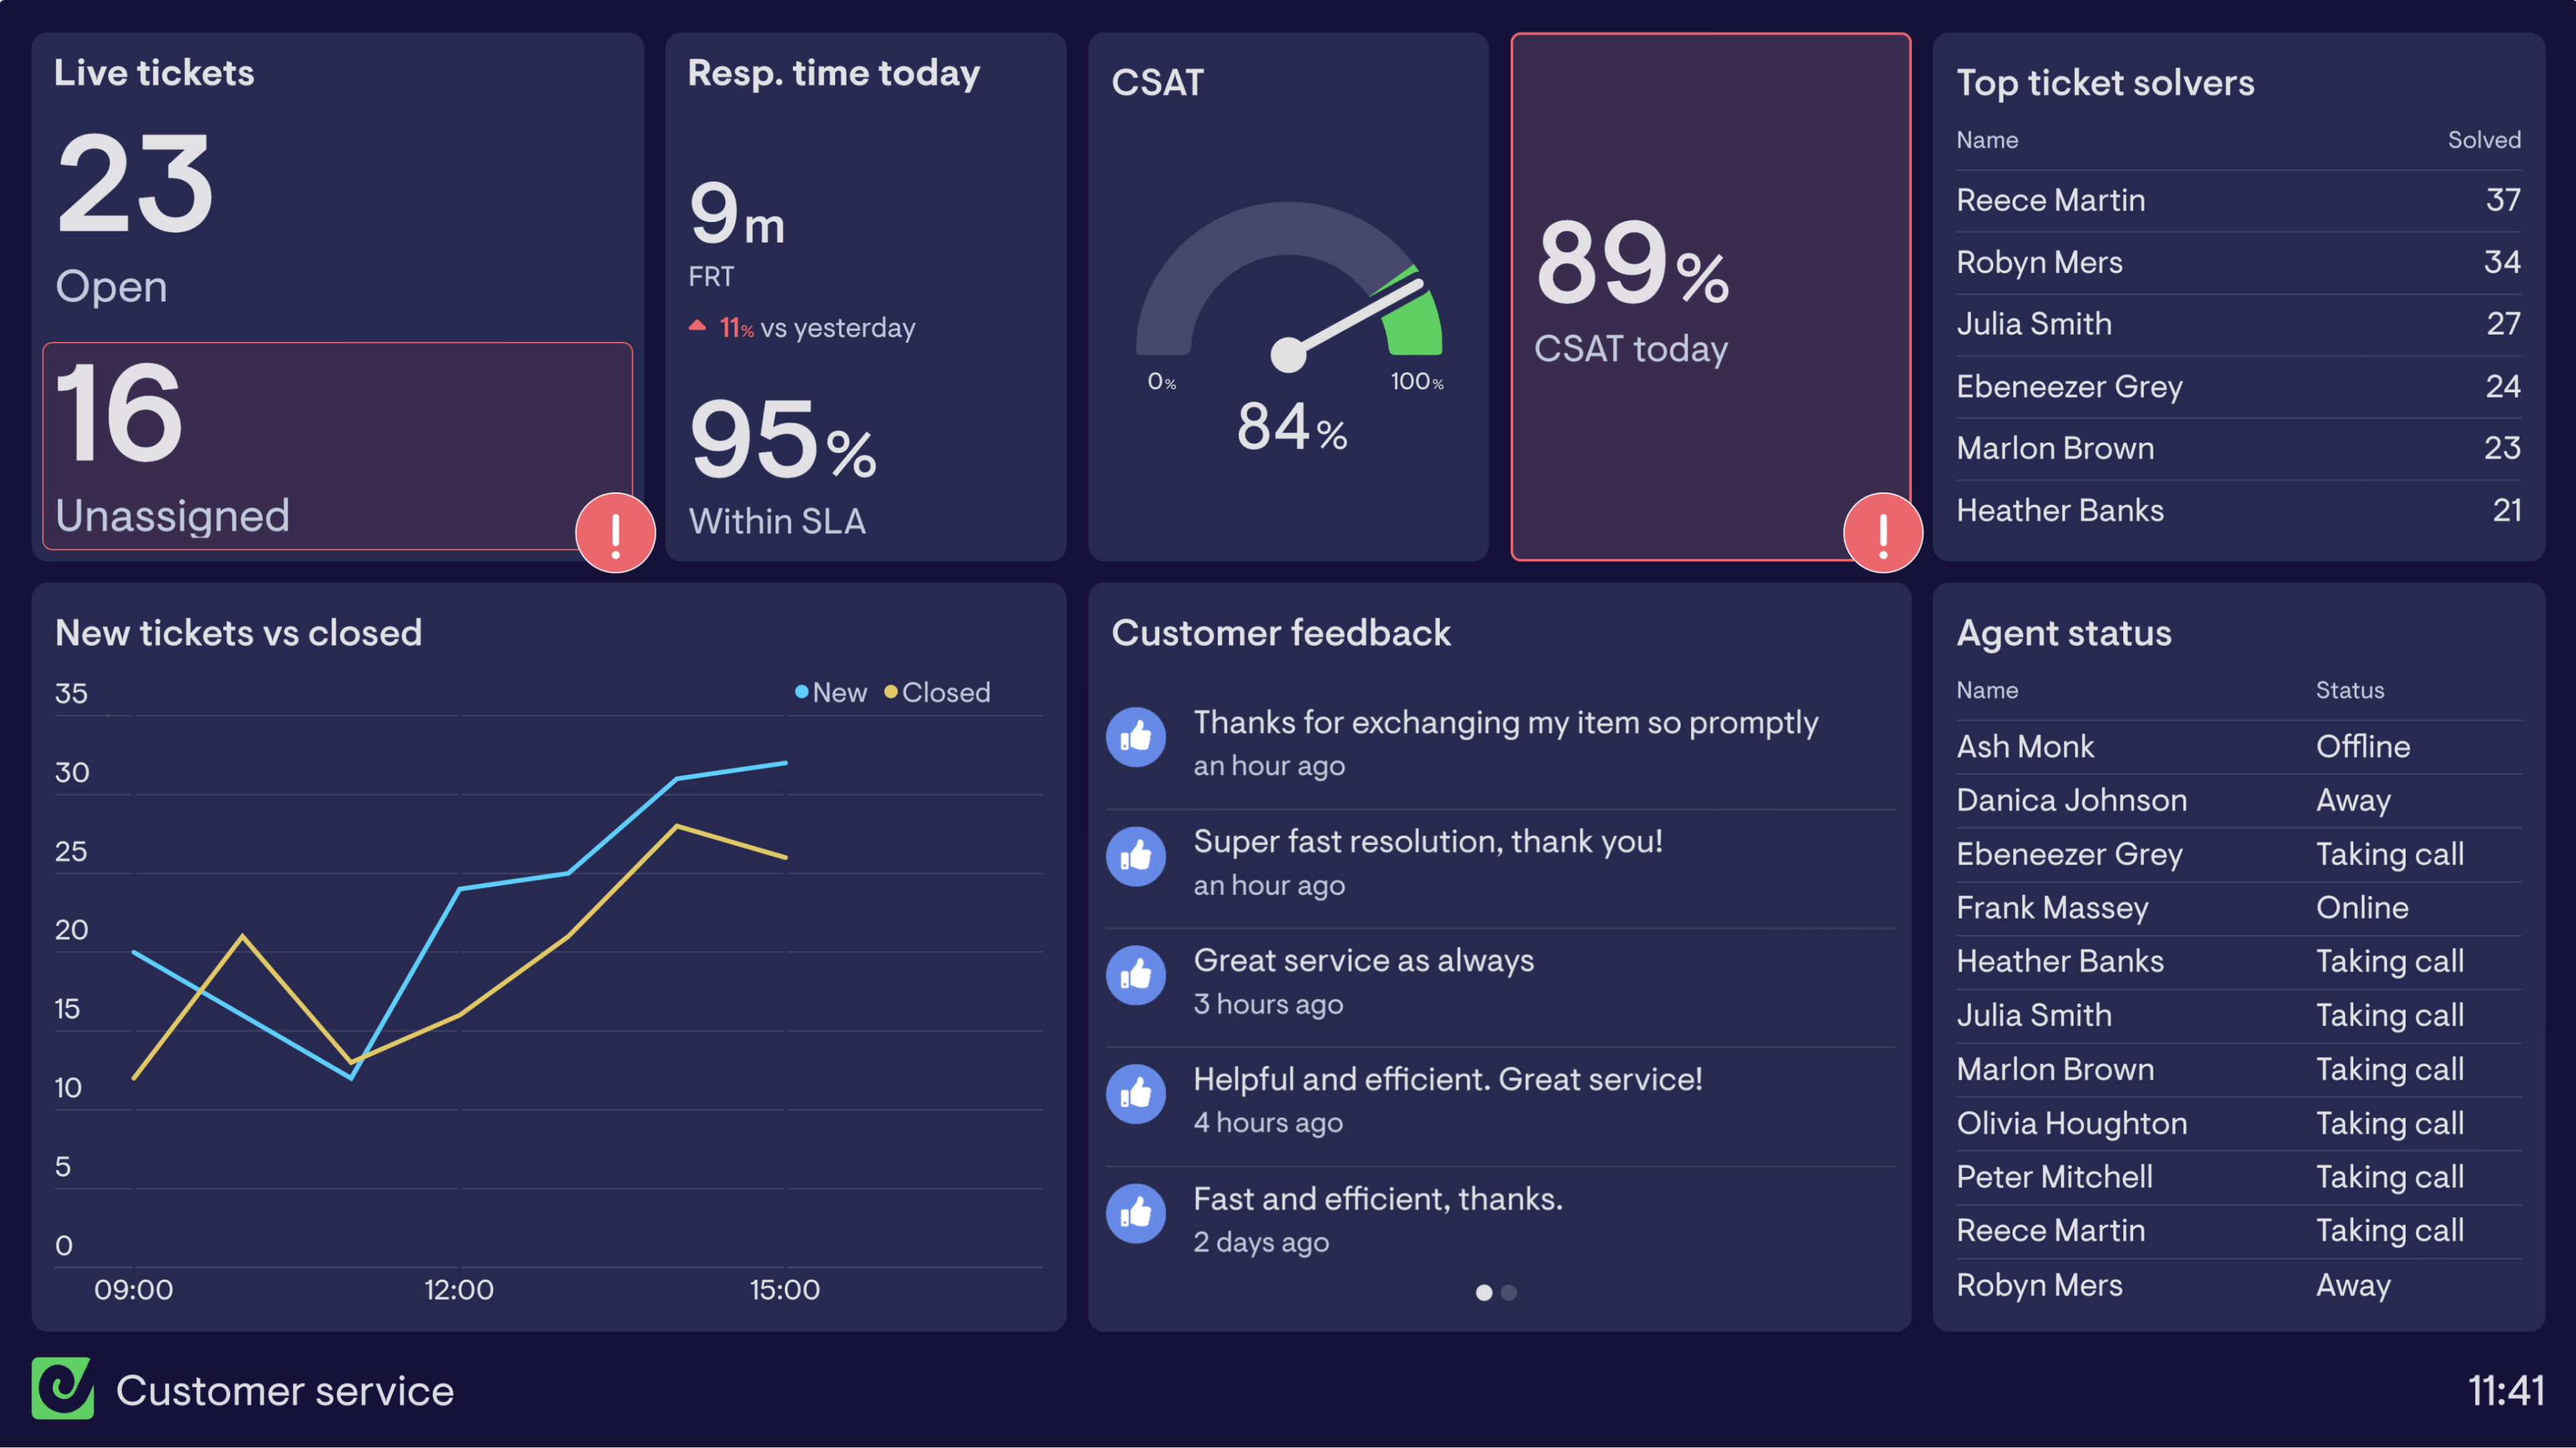 Live tickets
23
Open
16
Unassigned
!
Resp. time today
9m
FRT
11% vs yesterday
95%
Within SLA
CSAT
0%
100%
84%
89%
CSAT today
!
Top ticket solvers
Name Solved
Reece Martin 37
Robyn Mers 34
Julia Smith 27
Ebeneezer Grey 24
Marlon Brown 23
Heather Banks 21
New tickets vs closed
New Closed
35
30
25
20
15
10
5
0
09:00 12:00 15:00
Customer feedback
Thanks for exchanging my item so promptly
an hour ago
Super fast resolution, thank you!
an hour ago
Great service as always
3 hours ago
Helpful and efficient. Great service!
4 hours ago
Fast and efficient, thanks.
2 days ago
Agent status
Name Status
Ash Monk Offline
Danica Johnson Away
Ebeneezer Grey Taking call
Frank Massey Online
Heather Banks Taking call
Julia Smith Taking call
Marlon Brown Taking call
Olivia Houghton Taking call
Peter Mitchell Taking call
Reece Martin Taking call
Robyn Mers Away
Customer service
11:41